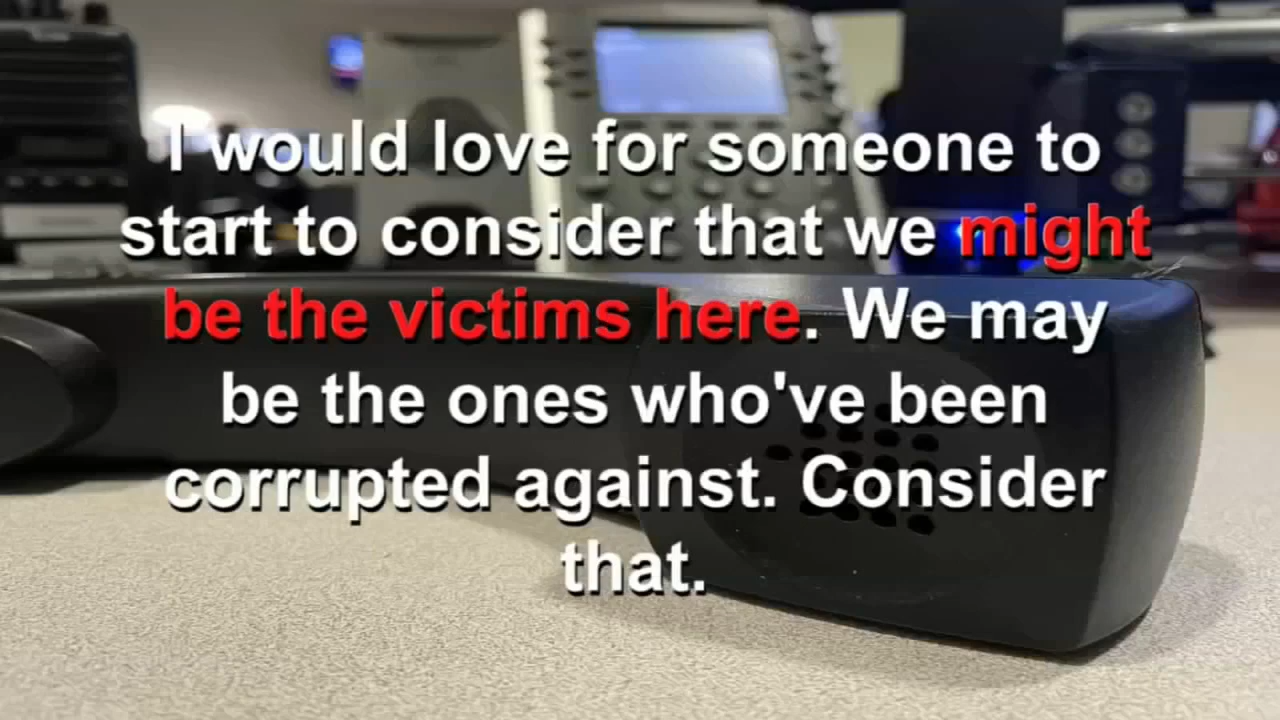 I would love for someone to
start to consider that we might
be the victims here. We may
be the ones who've been
corrupted against. Consider
that.